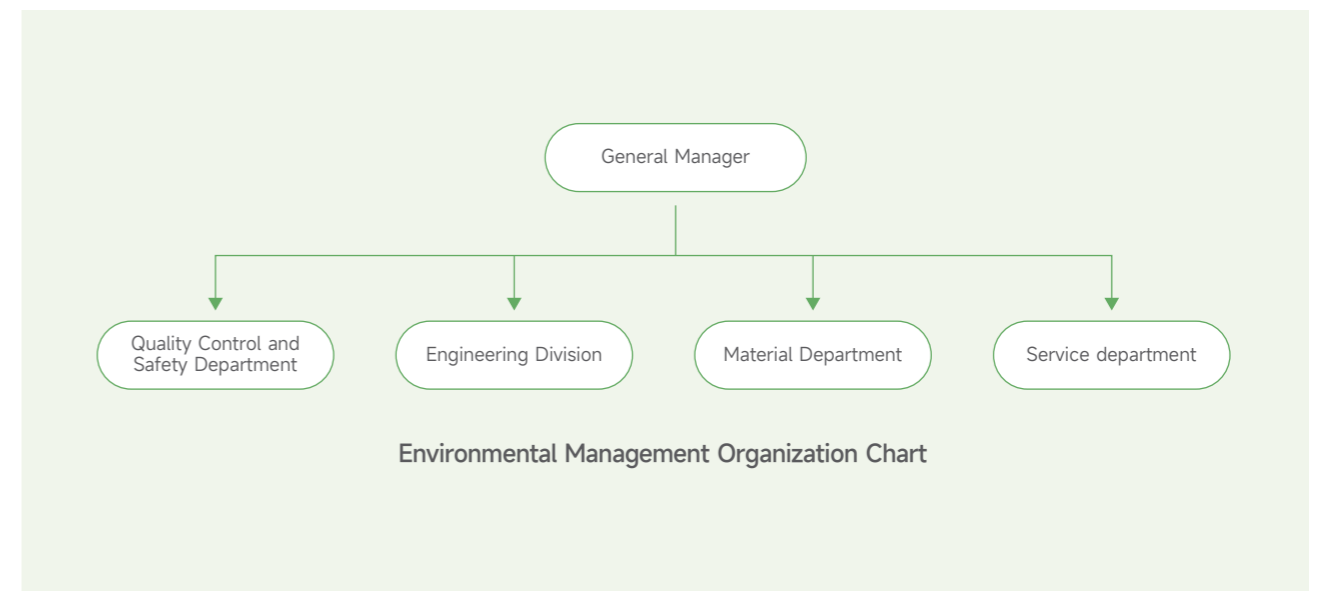 General Manager
Quality Control and
Safety Department
Engineering Division
Material Department
Service department
Environmental Management Organization Chart